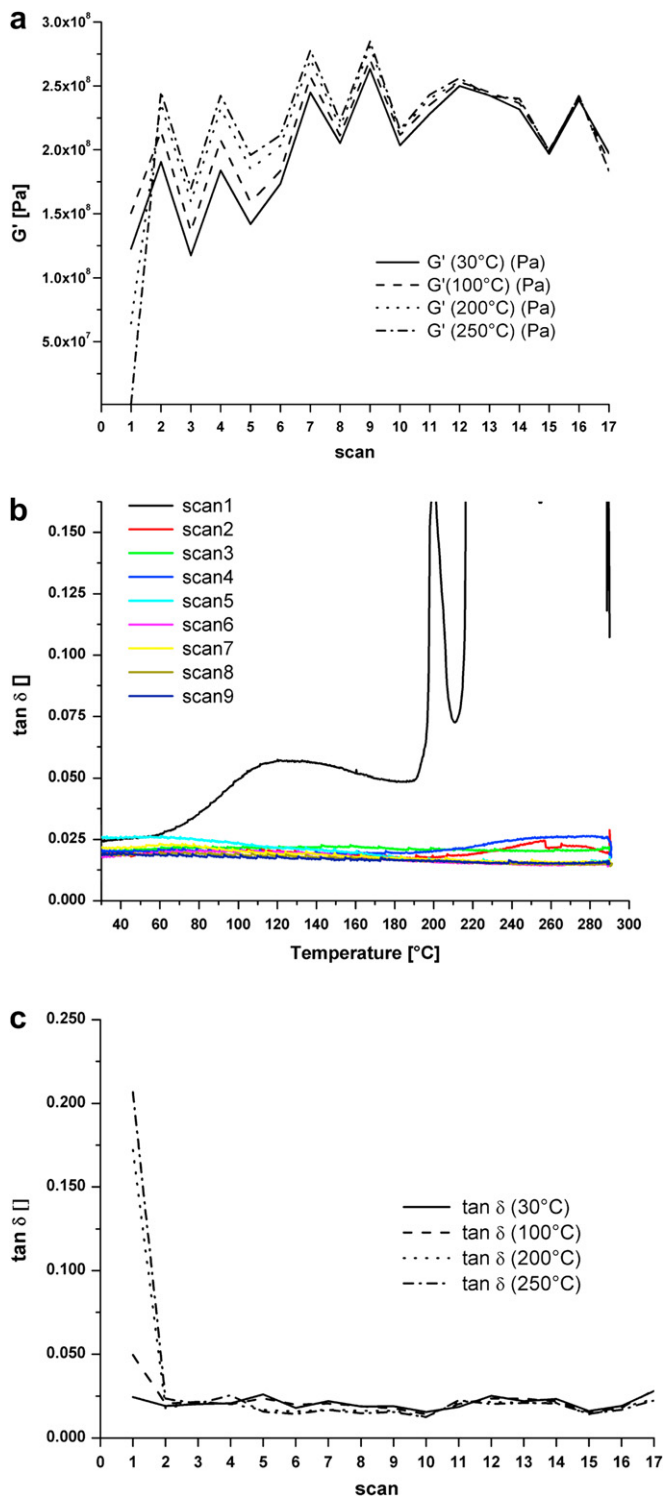 a
3.0x10⁸
2.5x10⁸
2.0x10⁸
1.5x10⁸
1.0x10⁸
5.0x10⁷
G' [Pa]
G' (30°C) (Pa)
G'(100°C) (Pa)
G' (200°C) (Pa)
G' (250°C) (Pa)
0 1 2 3 4 5 6 7 8 9 10 11 12 13 14 15 16 17
scan
b
scan1
scan2
scan3
scan4
scan5
scan6
scan7
scan8
scan9
0.150
0.125
0.100
0.075
0.050
0.025
0.000
tan δ []
40 60 80 100 120 140 160 180 200 220 240 260 280 300
Temperature [°C]
c
0.250
0.200
0.150
0.100
0.050
0.000
tan δ []
tan δ (30°C)
tan δ (100°C)
tan δ (200°C)
tan δ (250°C)
0 1 2 3 4 5 6 7 8 9 10 11 12 13 14 15 16 17
scan